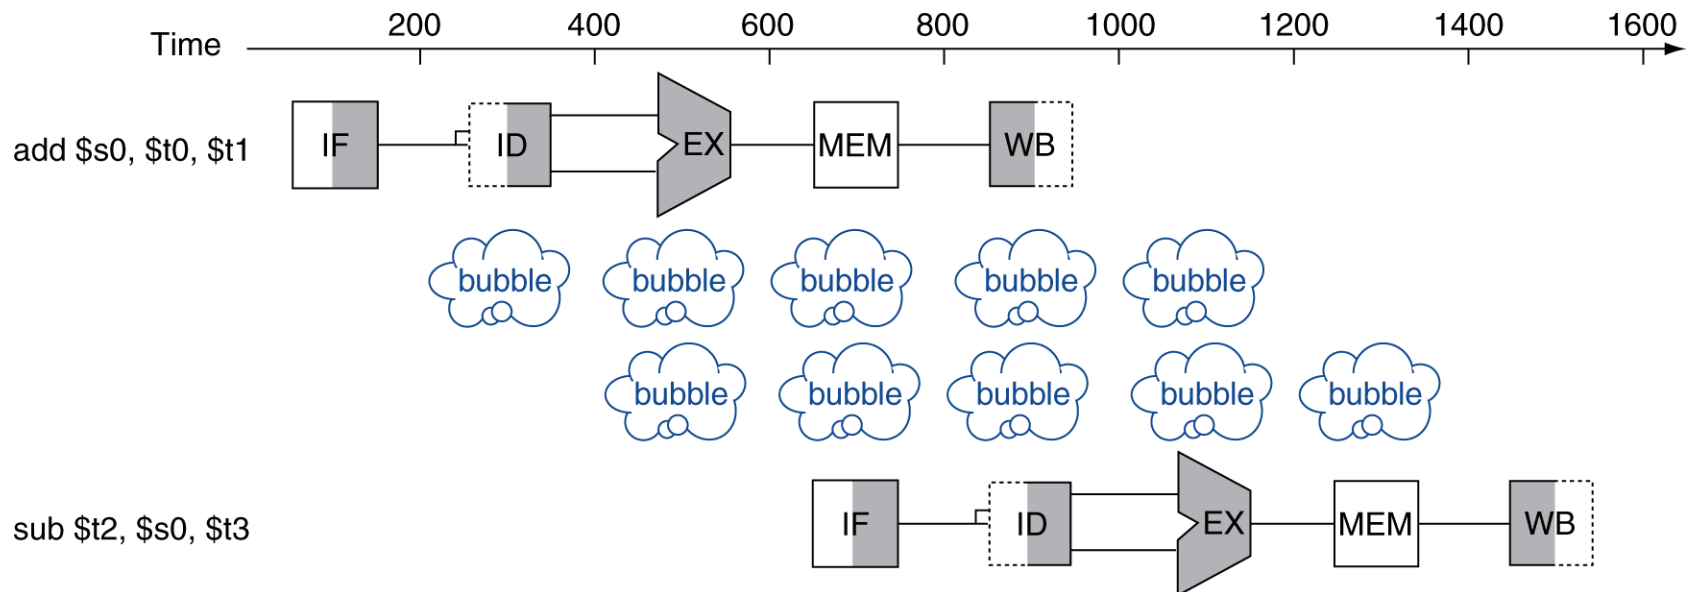 200 400 600 800 1000 1200 1400 1600
Time
add $s0, $t0, $t1 IF ID EX MEM WB
bubble bubble bubble bubble bubble
bubble bubble bubble bubble bubble
sub $t2, $s0, $t3 IF ID EX MEM WB